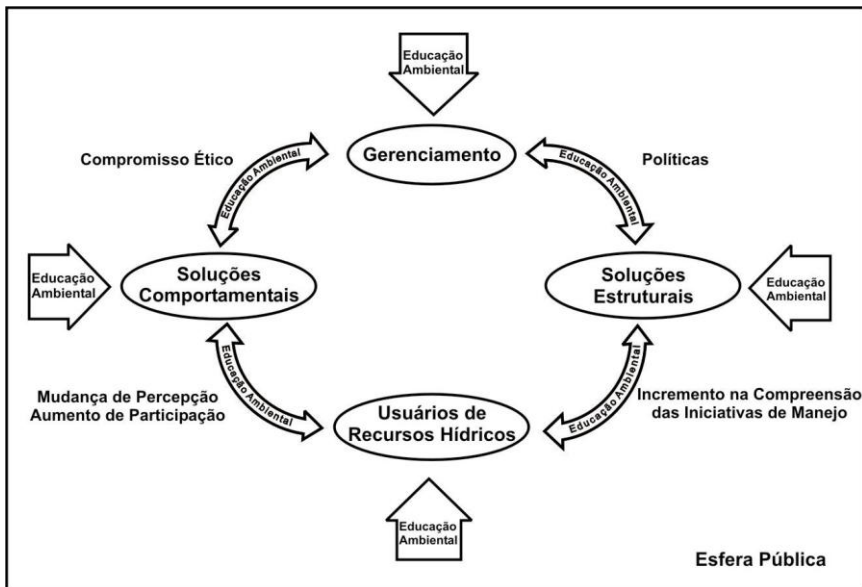 Educação
Ambiental
Compromisso Ético
Educação Ambiental
Gerenciamento
Educação Ambiental
Políticas
Educação
Ambiental
Soluções
Comportamentais
Soluções
Estruturais
Educação
Ambiental
Mudança de Percepção
Aumento de Participação
Educação Ambiental
Usuários de
Recursos Hídricos
Educação Ambiental
Incremento na Compreensão
das Iniciativas de Manejo
Educação
Ambiental
Esfera Pública